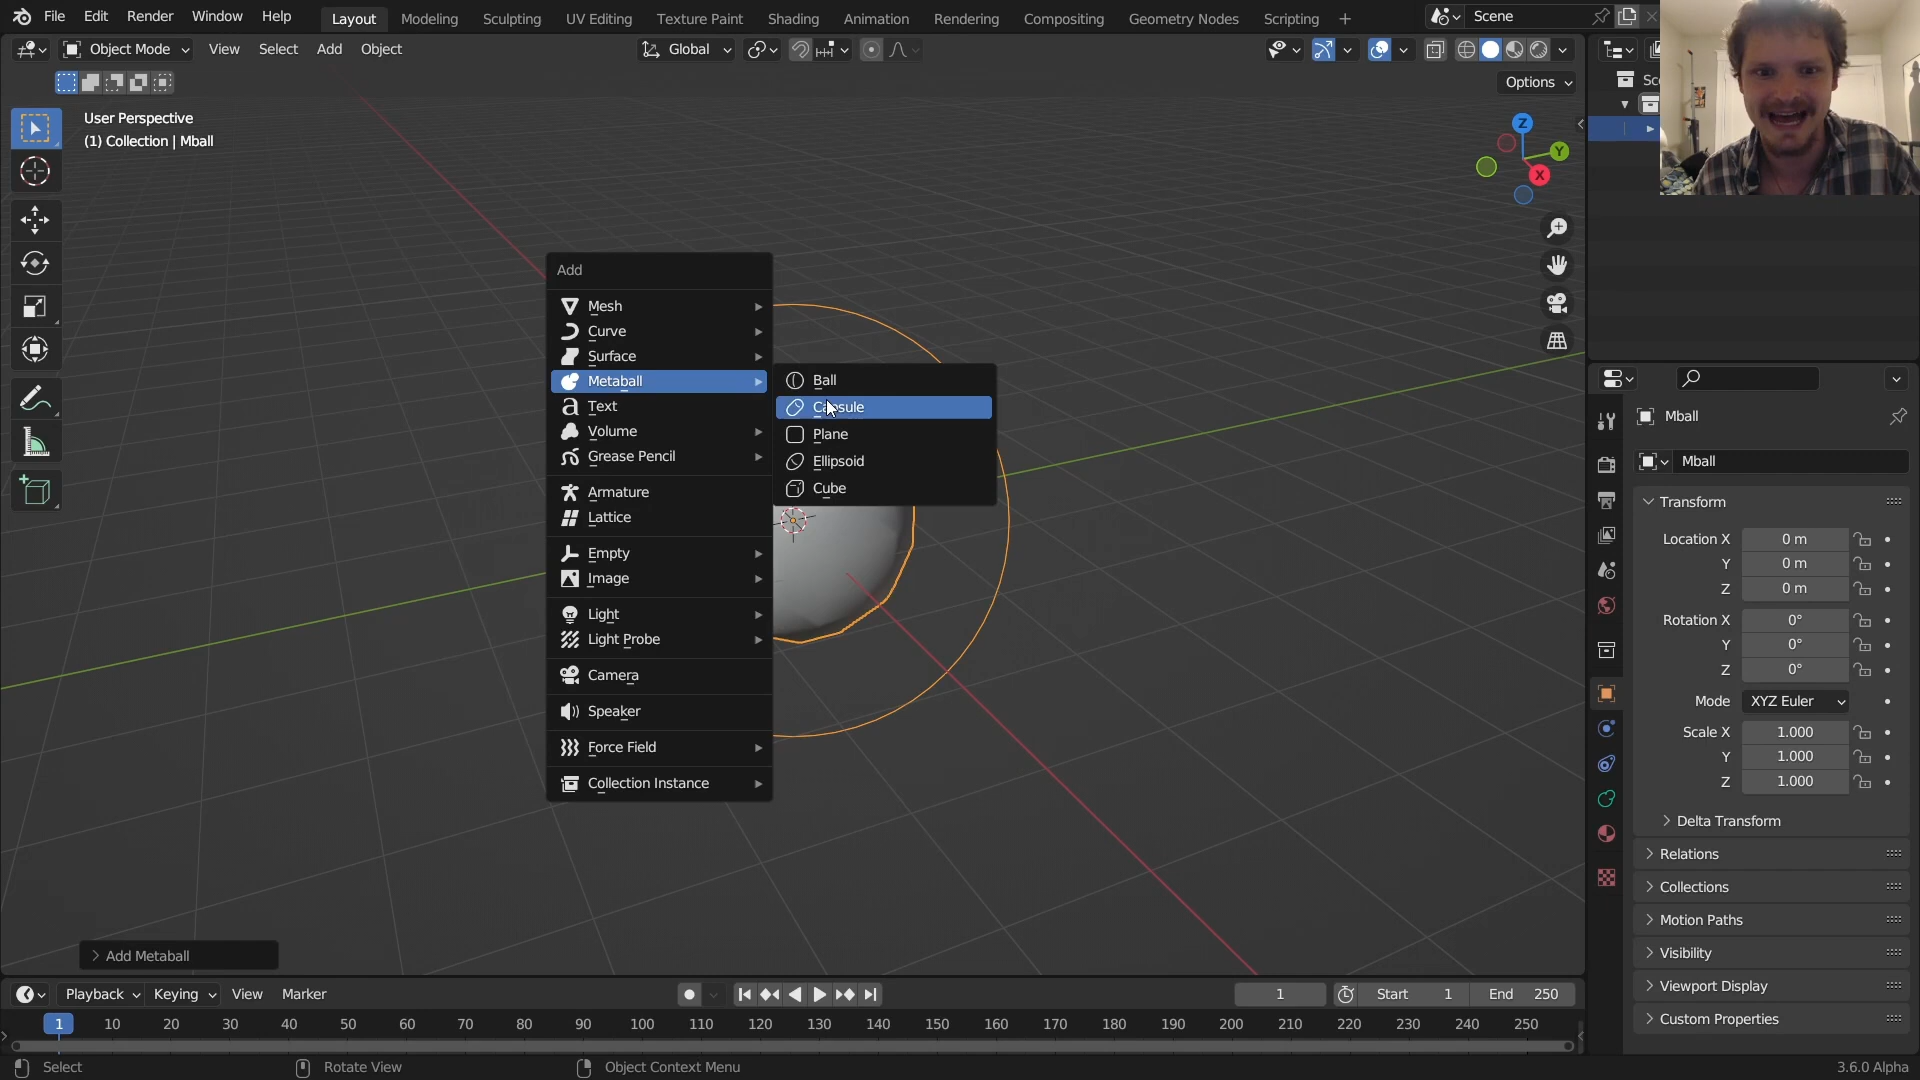 File Edit Render Window Help Layout Modeling Sculpting UV Editing Texture Paint Shading Animation Rendering Compositing Geometry Nodes Scripting + Scene
Object Mode View Select Add Object Global
Options
User Perspective
(1) Collection | Mball
Z
Y
X
Add
Mesh
Curve
Surface
Metaball
Text
Volume
Grease Pencil
Armature
Lattice
Empty
Image
Light
Light Probe
Camera
Speaker
Force Field
Collection Instance
Ball
Capsule
Plane
Ellipsoid
Cube
Mball
Mball
Transform
Location X 0 m
Y 0 m
Z 0 m
Rotation X 0°
Y 0°
Z 0°
Mode XYZ Euler
Scale X 1.000
Y 1.000
Z 1.000
Delta Transform
Relations
Collections
Motion Paths
Visibility
Viewport Display
Custom Properties
Add Metaball
Playback Keying View Marker 1 Start 1 End 250
1 10 20 30 40 50 60 70 80 90 100 110 120 130 140 150 160 170 180 190 200 210 220 230 240 250
Select Rotate View Object Context Menu 3.6.0 Alpha